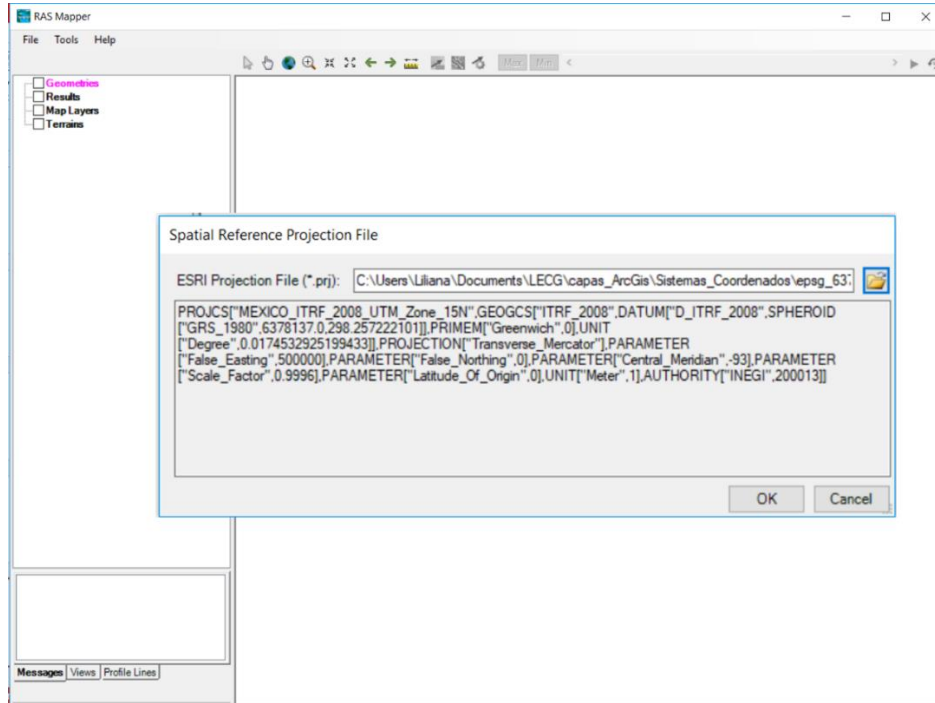 RAS Mapper
File Tools Help
Max Min
Geometries
Results
Map Layers
Terrains
Spatial Reference Projection File
ESRI Projection File (*.prj): C:\Users\Liliana\Documents\LECG\capas_ArcGis\Sistemas_Coordenados\epsg_637
PROJCS["MEXICO_ITRF_2008_UTM_Zone_15N",GEOGCS["ITRF_2008",DATUM["D_ITRF_2008",SPHEROID
["GRS_1980",6378137.0,298.257222101]],PRIMEM["Greenwich",0],UNIT
["Degree",0.0174532925199433]],PROJECTION["Transverse_Mercator"],PARAMETER
["False_Easting",500000],PARAMETER["False_Northing",0],PARAMETER["Central_Meridian",-93],PARAMETER
["Scale_Factor",0.9996],PARAMETER["Latitude_Of_Origin",0],UNIT["Meter",1],AUTHORITY["INEGI",200013]]
OK Cancel
Messages Views Profile Lines